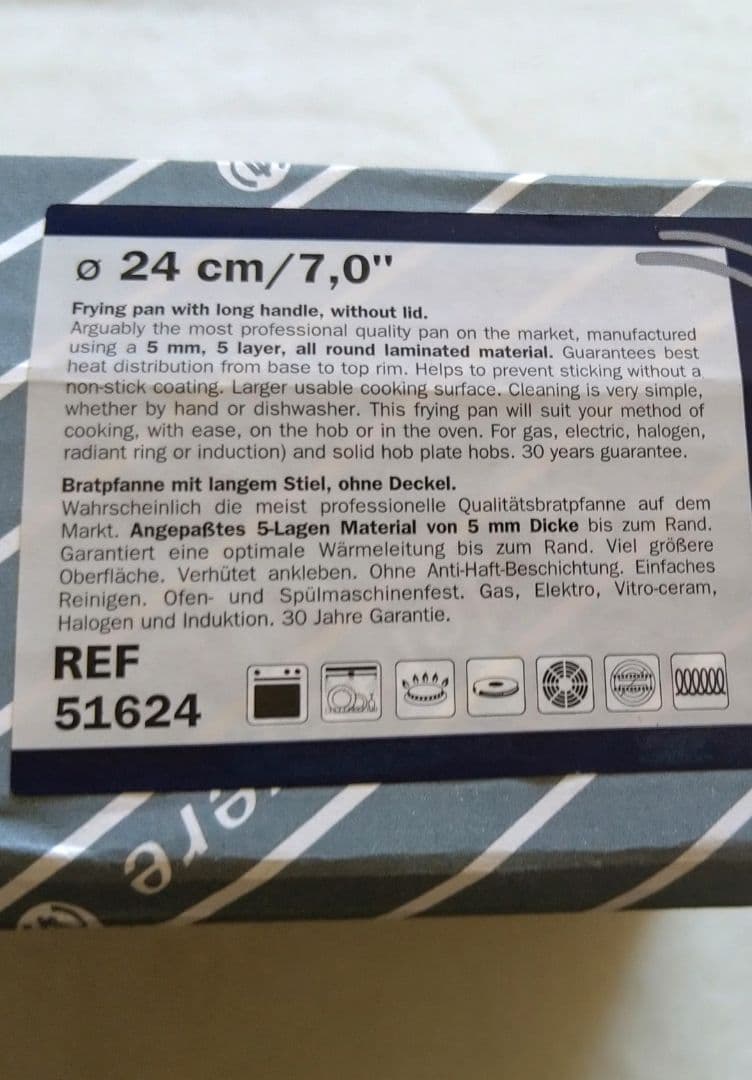 ø 24 cm/7,0"
Frying pan with long handle, without lid.
Arguably the most professional quality pan on the market, manufactured
using a 5 mm, 5 layer, all round laminated material. Guarantees best
heat distribution from base to top rim. Helps to prevent sticking without a
non-stick coating. Larger usable cooking surface. Cleaning is very simple,
whether by hand or dishwasher. This frying pan will suit your method of
cooking, with ease, on the hob or in the oven. For gas, electric, halogen,
radiant ring or induction) and solid hob plate hobs. 30 years guarantee.
Bratpfanne mit langem Stiel, ohne Deckel.
Wahrscheinlich die meist professionelle Qualitätsbratpfanne auf dem
Markt. Angepaßtes 5-Lagen Material von 5 mm Dicke bis zum Rand.
Garantiert eine optimale Wärmeleitung bis zum Rand. Viel größere
Oberfläche. Verhütet ankleben. Ohne Anti-Haft-Beschichtung. Einfaches
Reinigen. Ofen- und Spülmaschinenfest. Gas, Elektro, Vitro-ceram,
Halogen und Induktion. 30 Jahre Garantie.
REF
51624